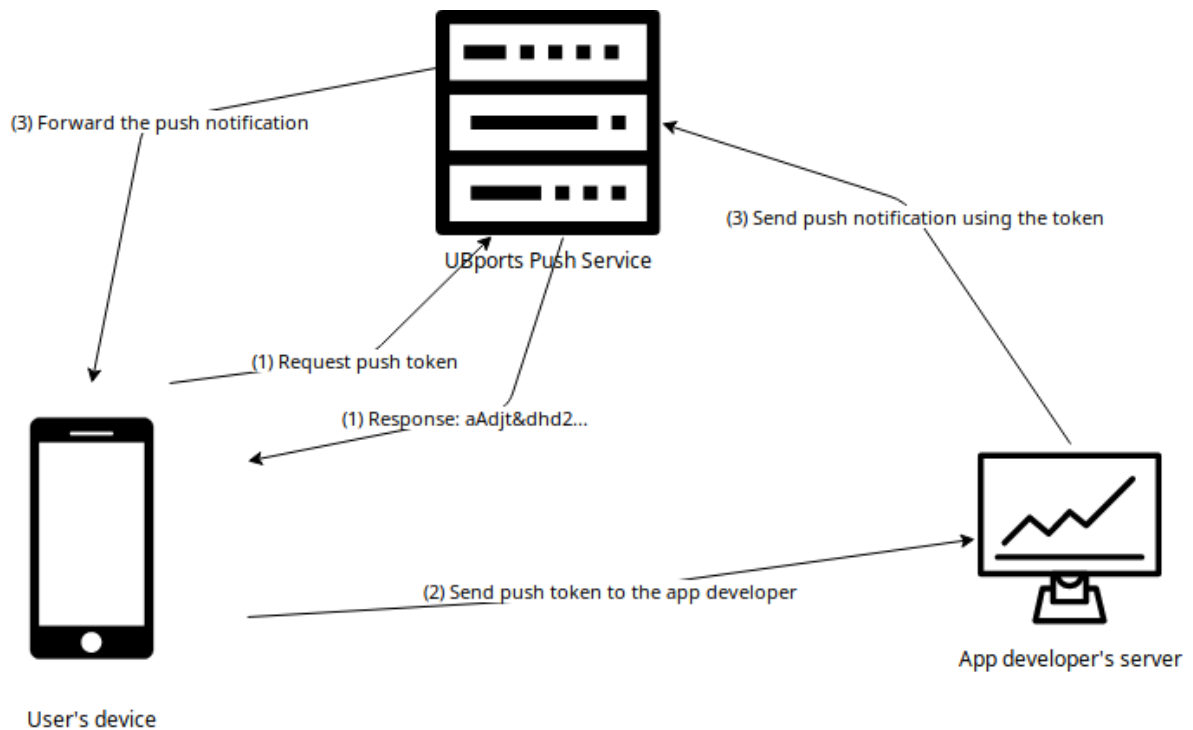 (3) Forward the push notification
(3) Send push notification using the token
UBports Push Service
(1) Request push token
(1) Response: aAdjt&dhd2...
(2) Send push token to the app developer
App developer's server
User's device